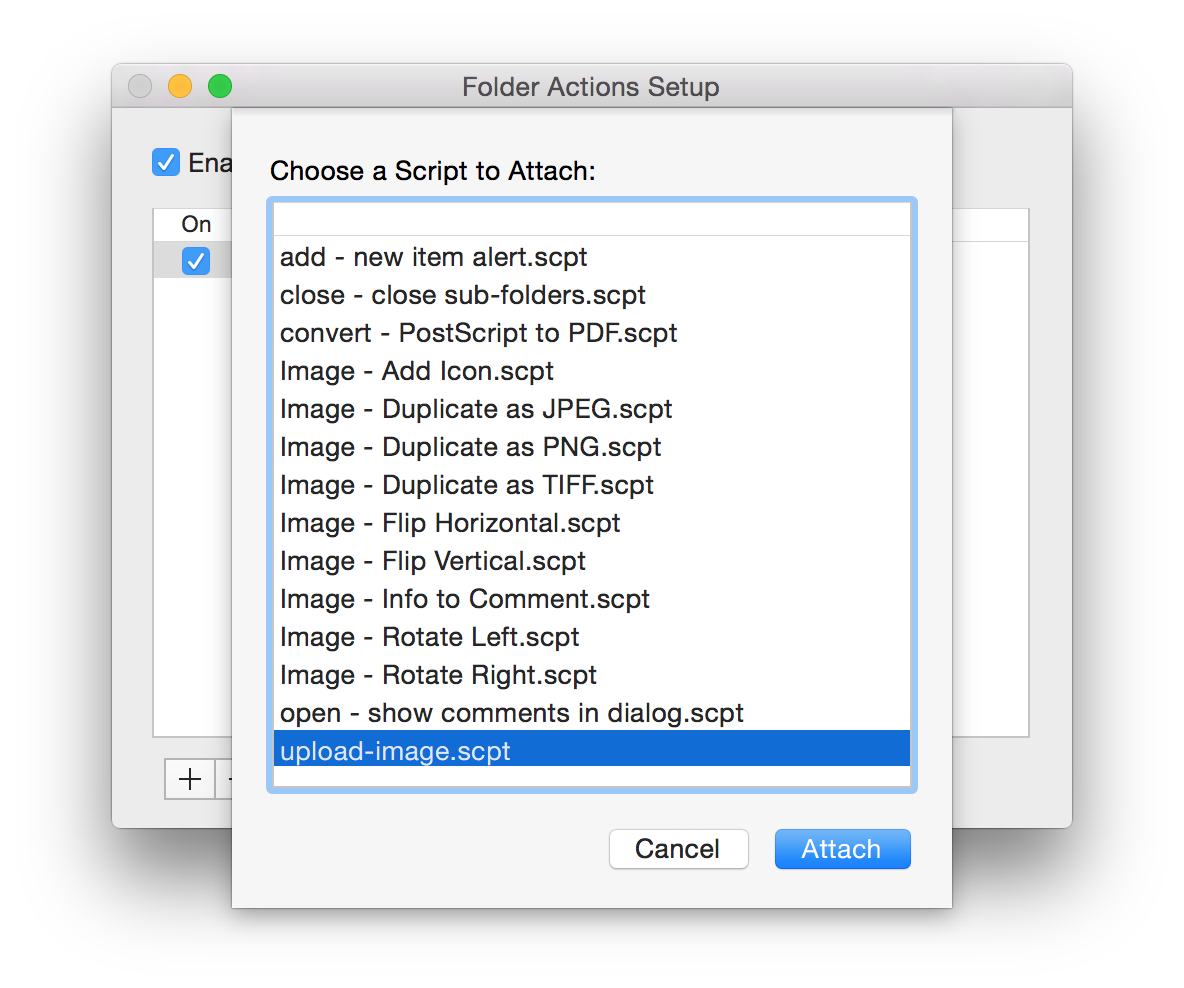 Folder Actions Setup
Ena
Choose a Script to Attach:
On
add - new item alert.scpt
close - close sub-folders.scpt
convert - PostScript to PDF.scpt
Image - Add Icon.scpt
Image - Duplicate as JPEG.scpt
Image - Duplicate as PNG.scpt
Image - Duplicate as TIFF.scpt
Image - Flip Horizontal.scpt
Image - Flip Vertical.scpt
Image - Info to Comment.scpt
Image - Rotate Left.scpt
Image - Rotate Right.scpt
open - show comments in dialog.scpt
upload-image.scpt
Cancel
Attach